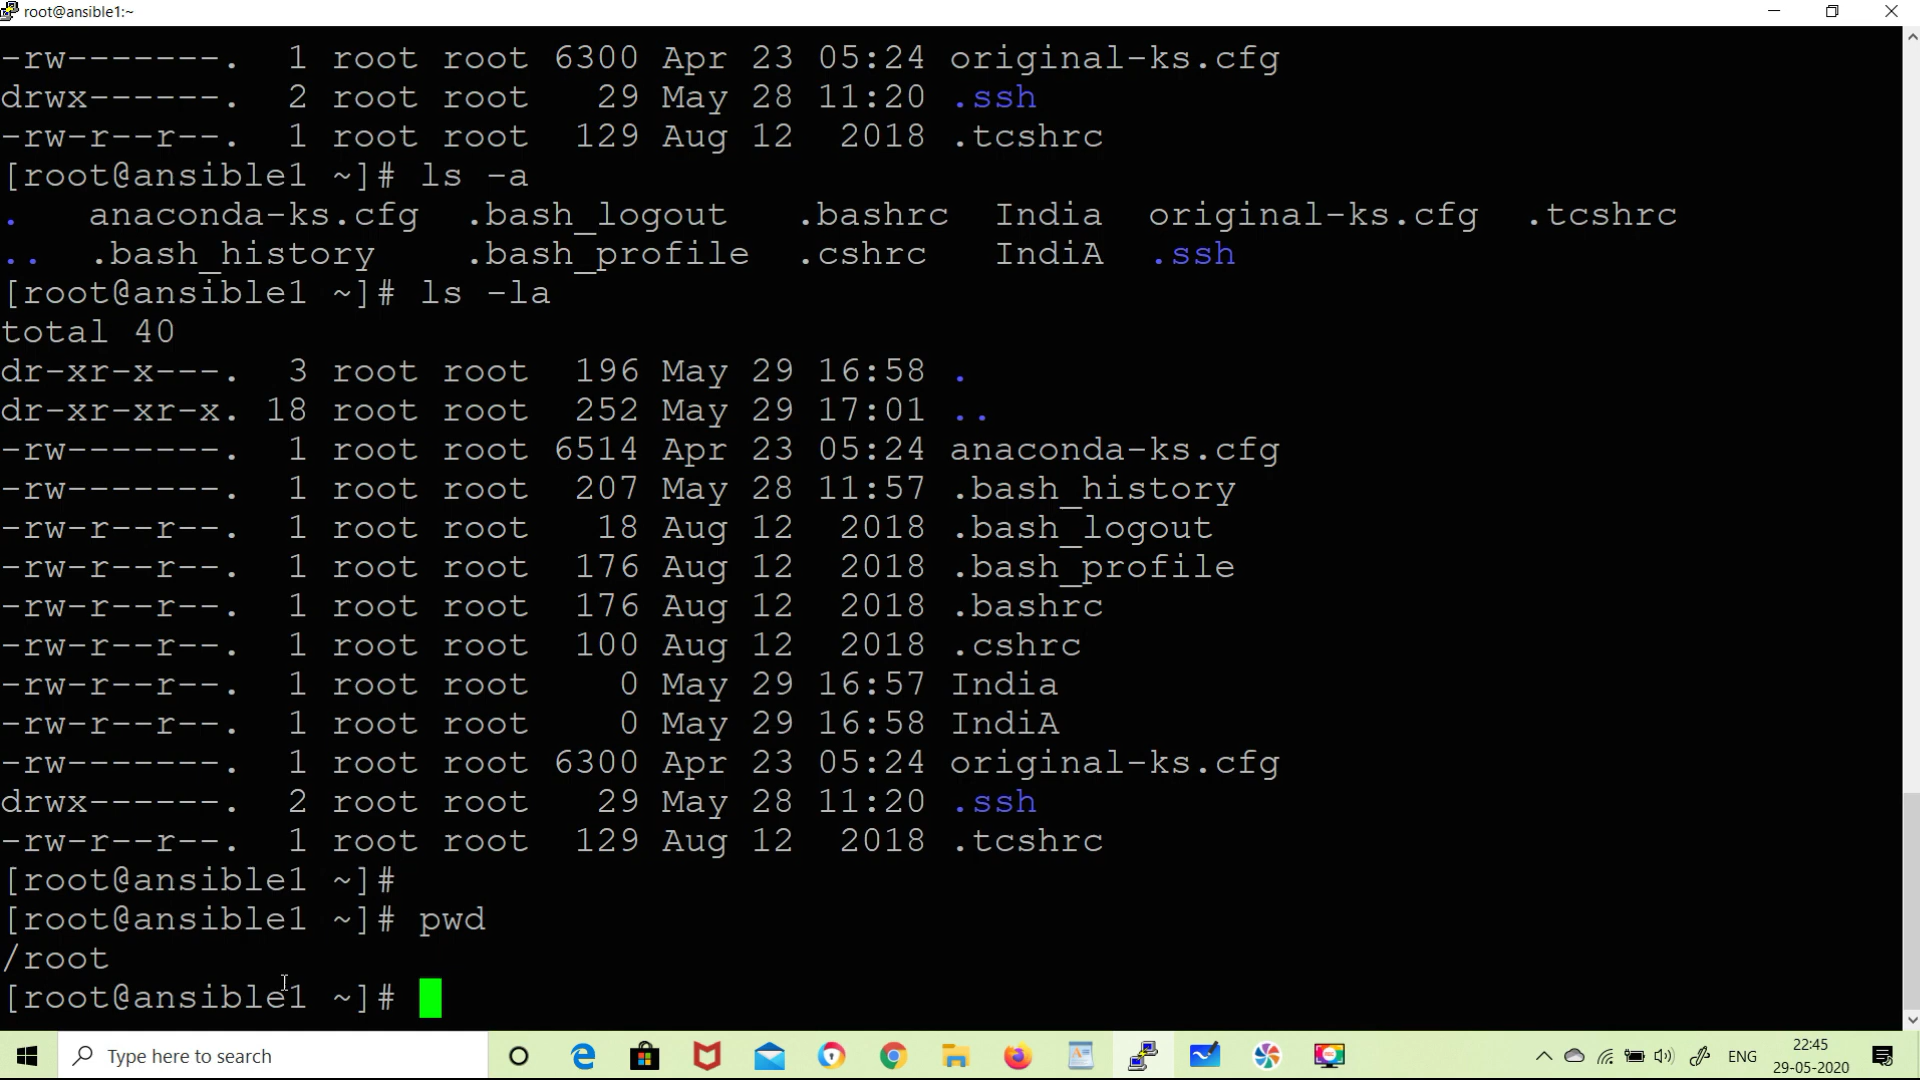 root@ansible1:~
-rw-------. 1 root root 6300 Apr 23 05:24 original-ks.cfg
drwx------. 2 root root 29 May 28 11:20 .ssh
-rw-r--r--. 1 root root 129 Aug 12 2018 .tcshrc
[root@ansible1 ~]# ls -a
. anaconda-ks.cfg .bash_logout .bashrc India original-ks.cfg .tcshrc
.. .bash_history .bash_profile .cshrc IndiA .ssh
[root@ansible1 ~]# ls -la
total 40
dr-xr-x---. 3 root root 196 May 29 16:58 .
dr-xr-xr-x. 18 root root 252 May 29 17:01 ..
-rw-------. 1 root root 6514 Apr 23 05:24 anaconda-ks.cfg
-rw-------. 1 root root 207 May 28 11:57 .bash_history
-rw-r--r--. 1 root root 18 Aug 12 2018 .bash_logout
-rw-r--r--. 1 root root 176 Aug 12 2018 .bash_profile
-rw-r--r--. 1 root root 176 Aug 12 2018 .bashrc
-rw-r--r--. 1 root root 100 Aug 12 2018 .cshrc
-rw-r--r--. 1 root root 0 May 29 16:57 India
-rw-r--r--. 1 root root 0 May 29 16:58 IndiA
-rw-------. 1 root root 6300 Apr 23 05:24 original-ks.cfg
drwx------. 2 root root 29 May 28 11:20 .ssh
-rw-r--r--. 1 root root 129 Aug 12 2018 .tcshrc
[root@ansible1 ~]#
[root@ansible1 ~]# pwd
/root
[root@ansible1 ~]#
Type here to search
ENG
22:45
29-05-2020